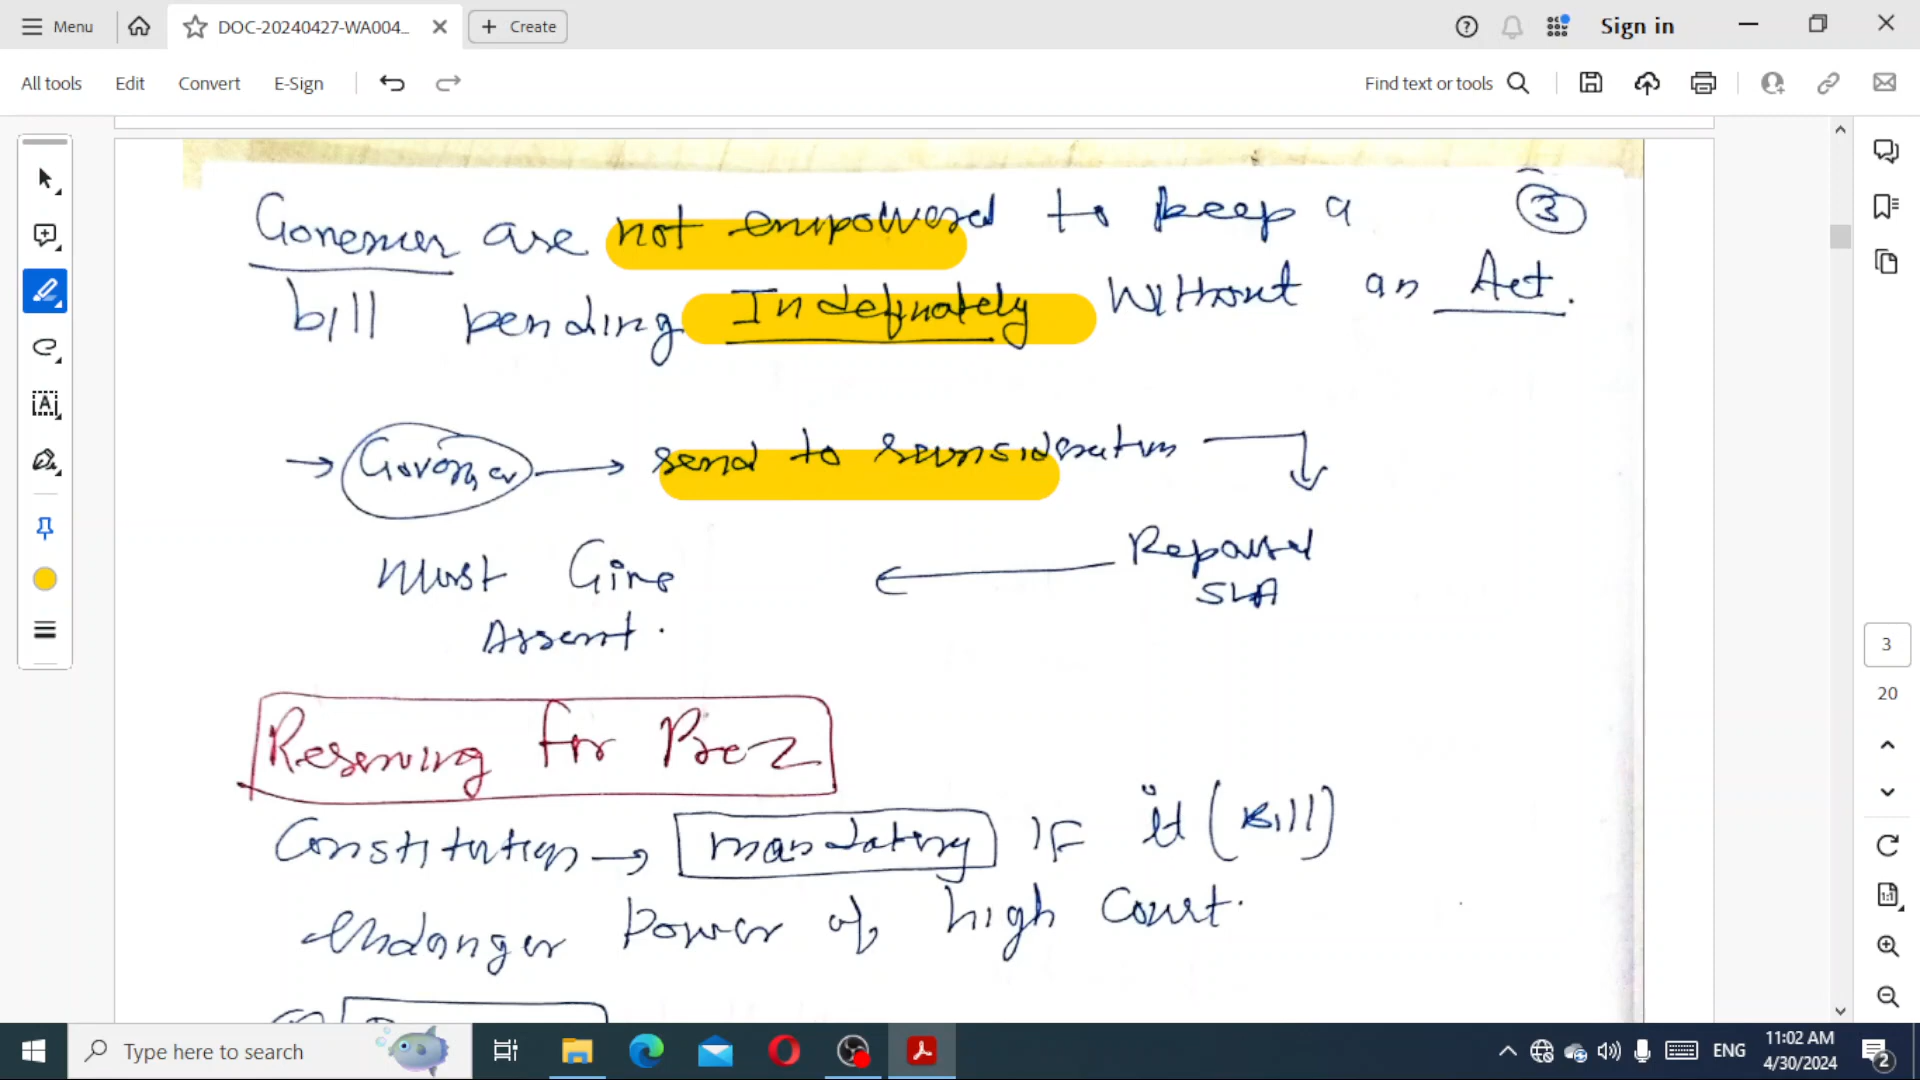 Menu
DOC-20240427-WA004...
Create
Sign in
All tools Edit Convert E-Sign
Find text or tools
Governer are not empowered to keep a
3
bill pending Indefinately Without an Act.
Governer send to reconsideration
Repassed
SLA
Must Give
Assent.
Reserving for Prez
Constitution mandatory IF it (Bill)
endanger Power of high Court.
3
20
Type here to search
ENG
11:02 AM
4/30/2024
2